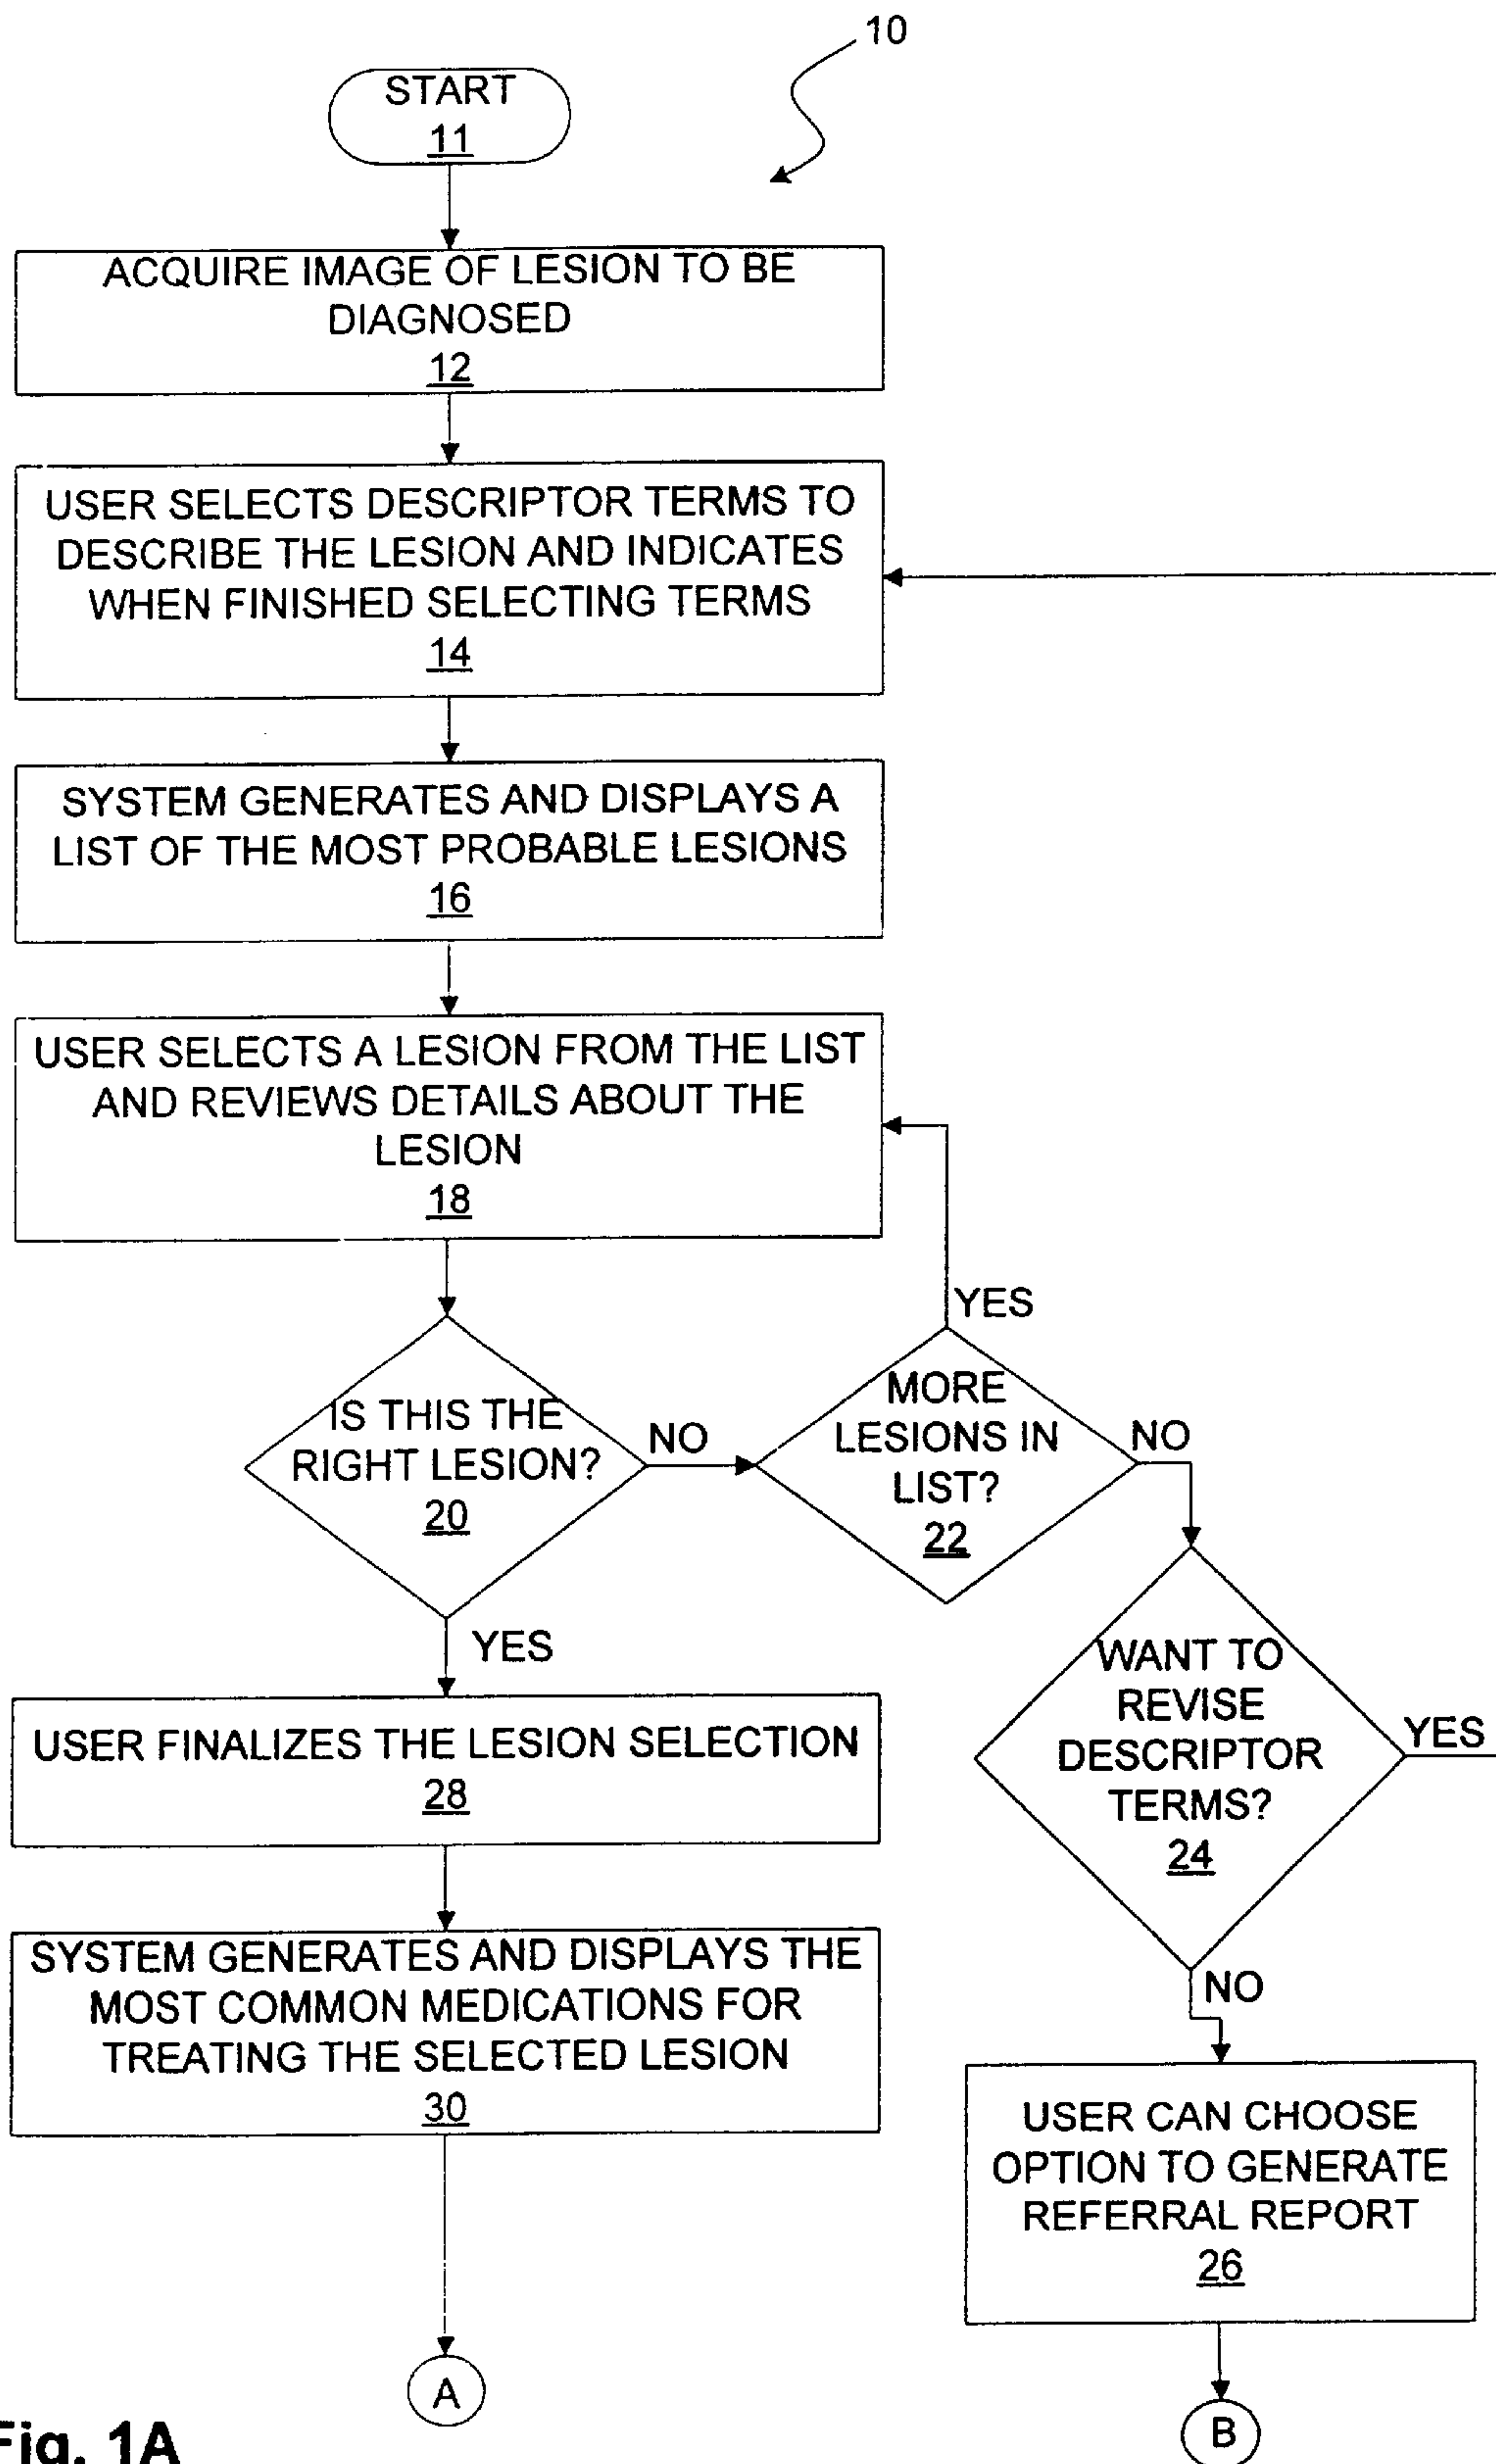 10
START
11
ACQUIRE IMAGE OF LESION TO BE
DIAGNOSED
12
USER SELECTS DESCRIPTOR TERMS TO
DESCRIBE THE LESION AND INDICATES
WHEN FINISHED SELECTING TERMS
14
SYSTEM GENERATES AND DISPLAYS A
LIST OF THE MOST PROBABLE LESIONS
16
USER SELECTS A LESION FROM THE LIST
AND REVIEWS DETAILS ABOUT THE
LESION
18
IS THIS THE
RIGHT LESION?
20
NO
YES
MORE
LESIONS IN
LIST?
22
YES
NO
WANT TO
REVISE
DESCRIPTOR
TERMS?
24
YES
NO
USER FINALIZES THE LESION SELECTION
28
SYSTEM GENERATES AND DISPLAYS THE
MOST COMMON MEDICATIONS FOR
TREATING THE SELECTED LESION
30
USER CAN CHOOSE
OPTION TO GENERATE
REFERRAL REPORT
26
A
B
Fig. 1A